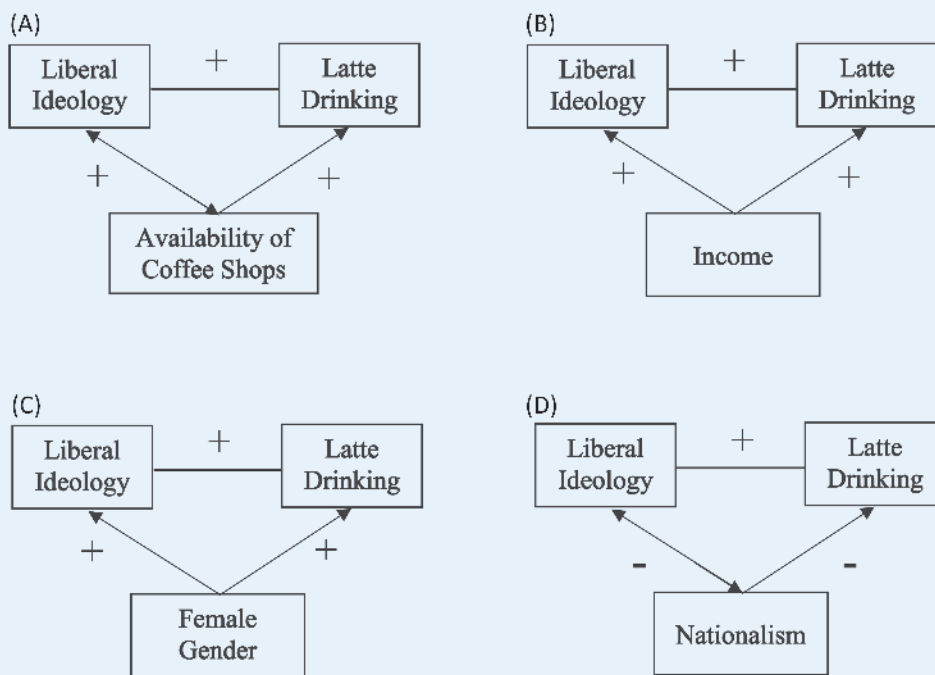 (A)
Liberal
Ideology
+
Latte
Drinking
+
+
Availability of
Coffee Shops
(B)
Liberal
Ideology
+
Latte
Drinking
+
+
Income
(C)
Liberal
Ideology
+
Latte
Drinking
+
+
Female
Gender
(D)
Liberal
Ideology
+
Latte
Drinking
-
-
Nationalism